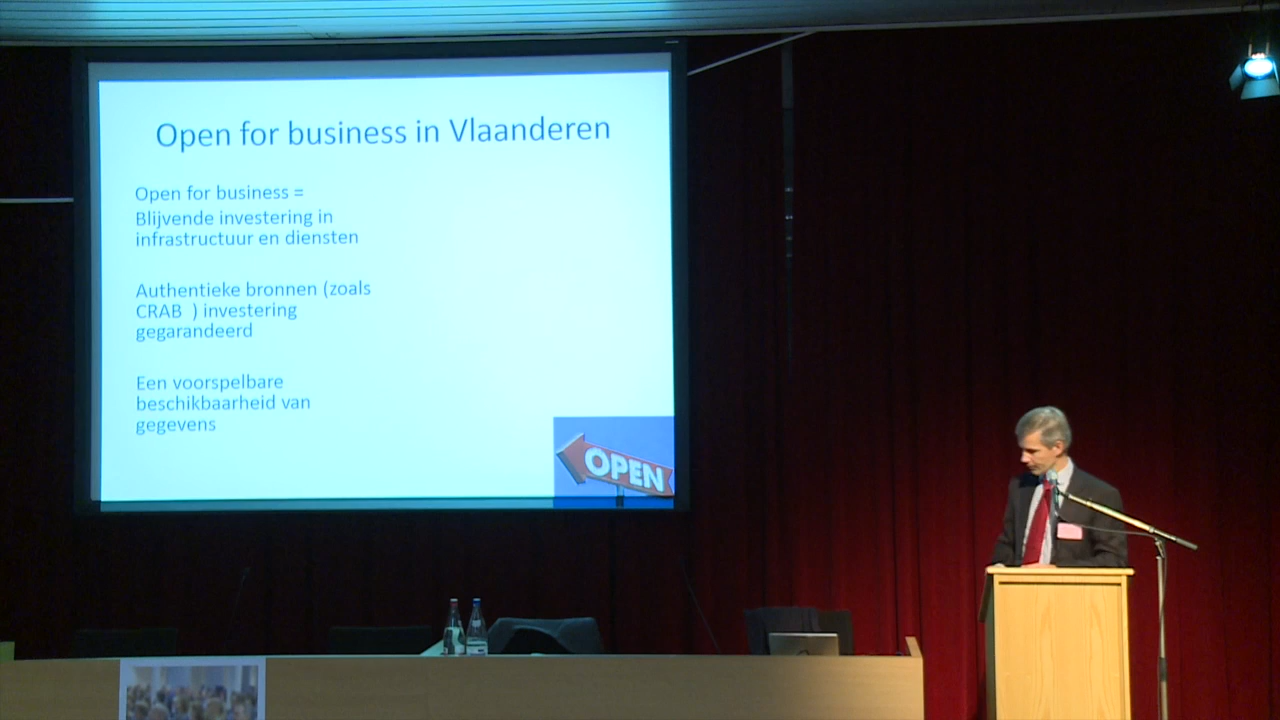 Open for business in Vlaanderen
Open for business =
Blijvende investering in
infrastructuur en diensten
Authentieke bronnen (zoals
CRAB  ) investering
gegarandeerd
Een voorspelbare
beschikbaarheid van
gegevens
OPEN